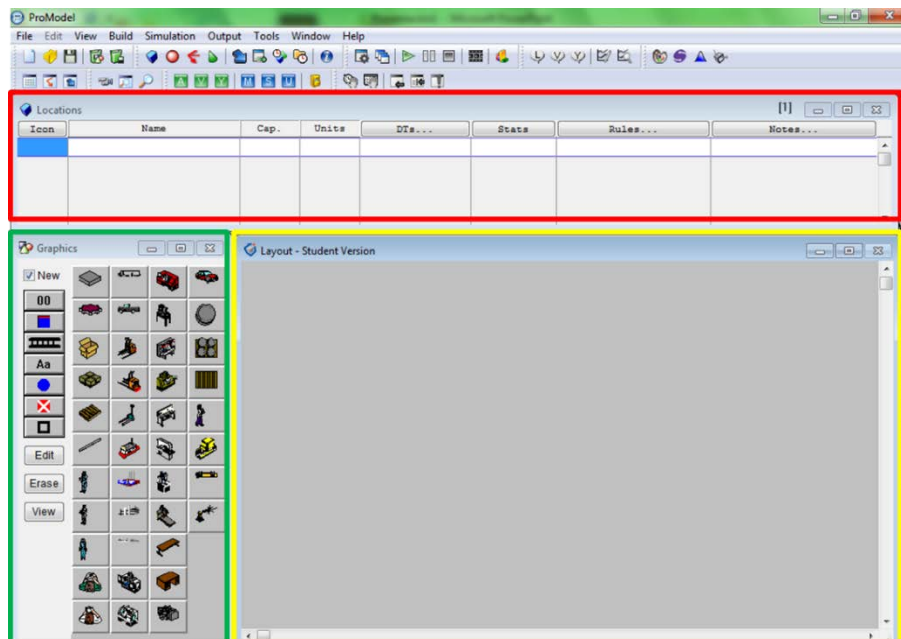 ProModel
File Edit View Build Simulation Output Tools Window Help
Locations [1]
Icon Name Cap. Units DTs... Stats Rules... Notes...
Graphics
New
00
Aa
Edit
Erase
View
Layout - Student Version